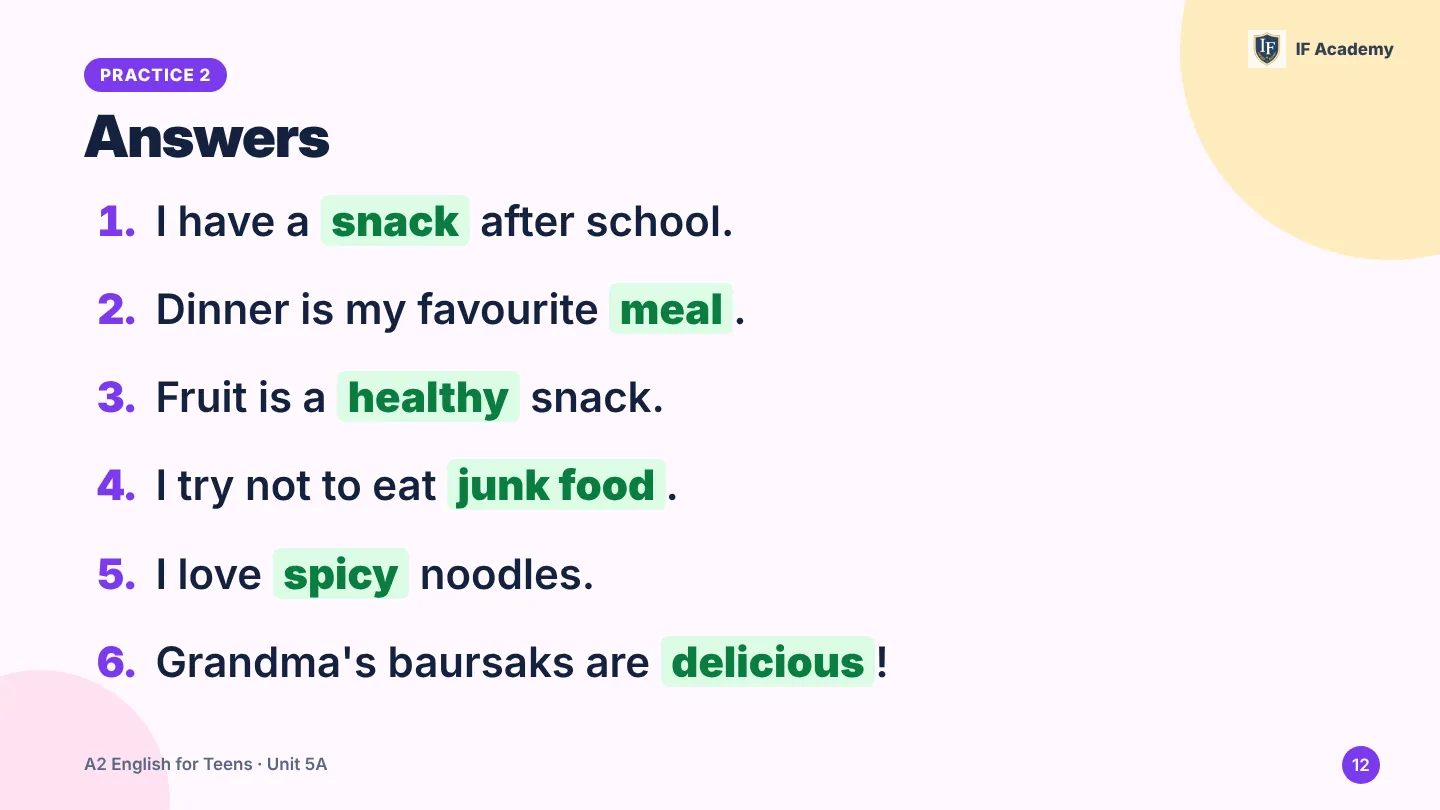 IF
IF Academy
PRACTICE 2
Answers
1. I have a snack after school.
2. Dinner is my favourite meal .
3. Fruit is a healthy snack.
4. I try not to eat junk food .
5. I love spicy noodles.
6. Grandma's baursaks are delicious !
A2 English for Teens · Unit 5A
12